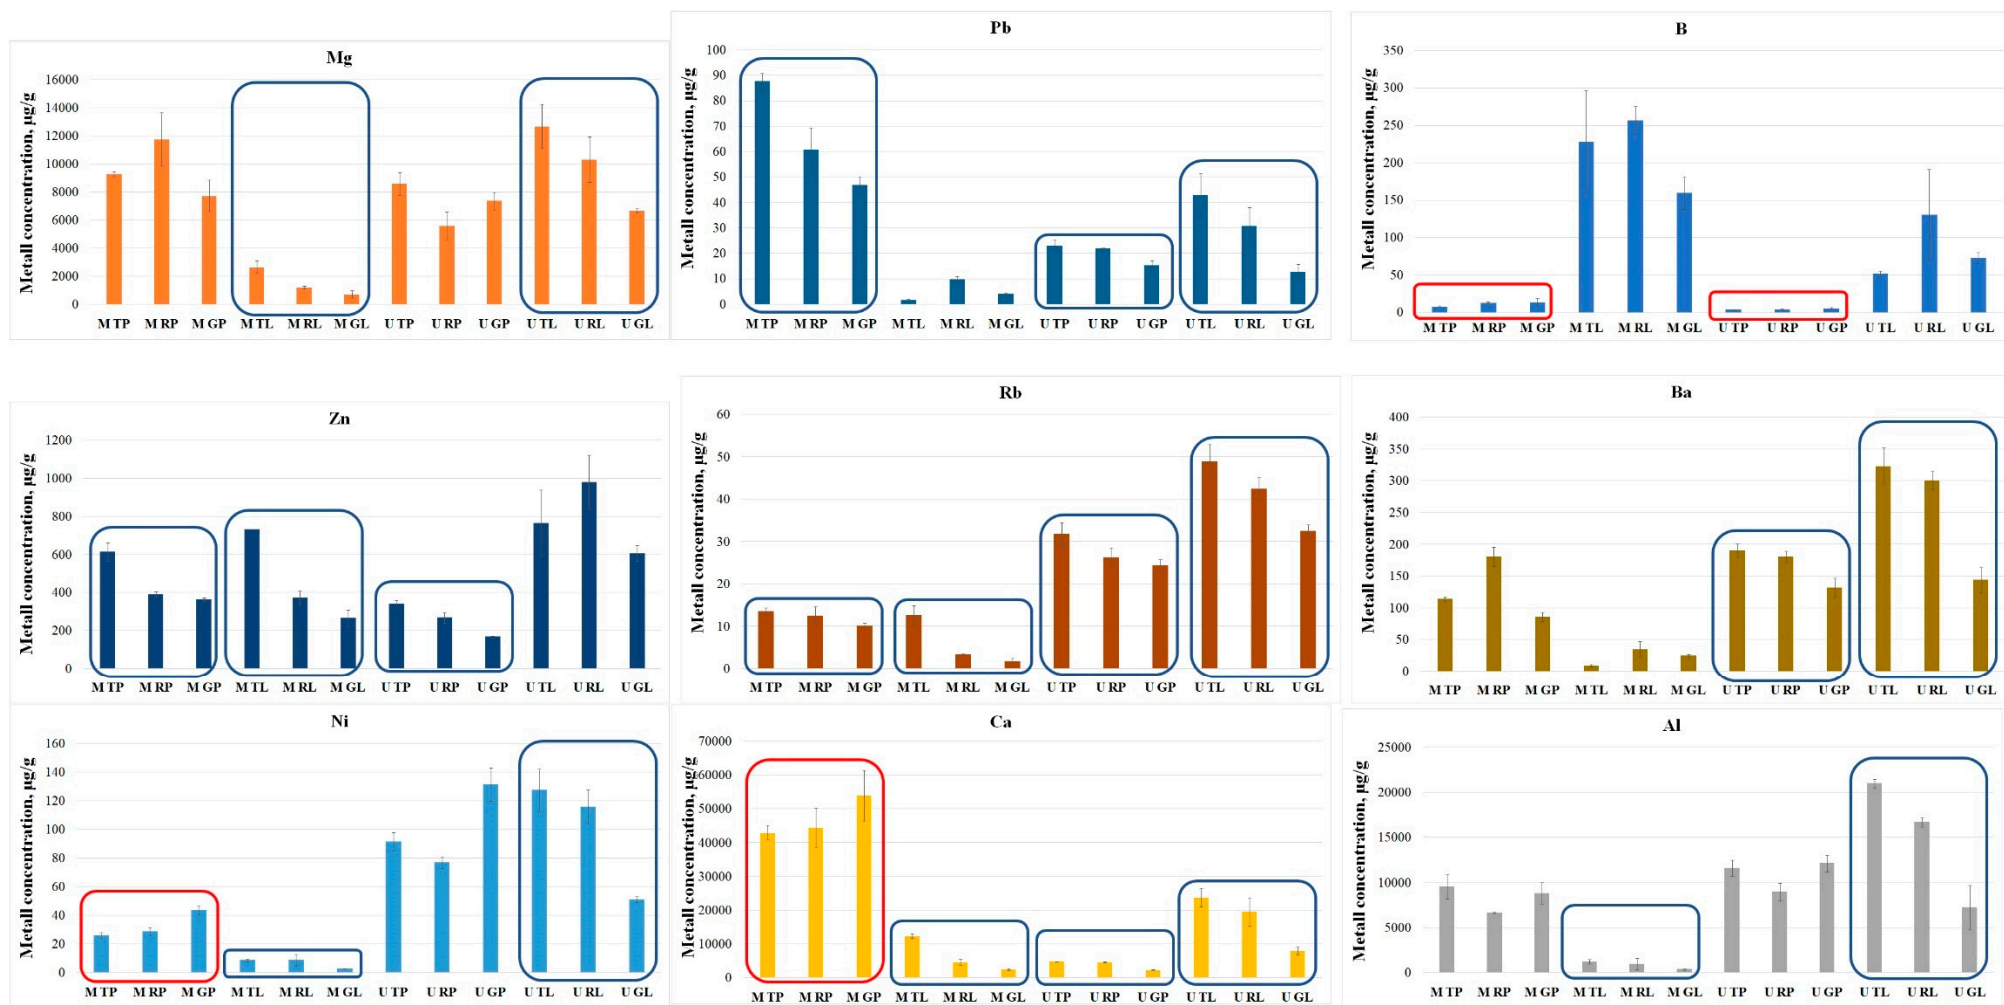 Mg
Metall concentration, µg/g
16000
14000
12000
10000
8000
6000
4000
2000
0
M TP M RP M GP M TL M RL M GL U TP U RP U GP U TL U RL U GL
Pb
Metall concentration, µg/g
100
90
80
70
60
50
40
30
20
10
0
M TP M RP M GP M TL M RL M GL U TP U RP U GP U TL U RL U GL
B
Metall concentration, µg/g
350
300
250
200
150
100
50
0
M TP M RP M GP M TL M RL M GL U TP U RP U GP U TL U RL U GL
Zn
Metal concentration, µg/g
1200
1000
800
600
400
200
0
M TP M RP M GP M TL M RL M GL U TP U RP U GP U TL U RL U GL
Rb
Metal concentration, µg/g
60
50
40
30
20
10
0
M TP M RP M GP M TL M RL M GL U TP U RP U GP U TL U RL U GL
Ba
Metal concentration, µg/g
400
350
300
250
200
150
100
50
0
M TP M RP M GP M TL M RL M GL U TP U RP U GP U TL U RL U GL
Ni
Metal concentration, µg/g
160
140
120
100
80
60
40
20
0
M TP M RP M GP M TL M RL M GL U TP U RP U GP U TL U RL U GL
Ca
Metal concentration, µg/g
70000
60000
50000
40000
30000
20000
10000
0
M TP M RP M GP M TL M RL M GL U TP U RP U GP U TL U RL U GL
Al
Metal concentration, µg/g
25000
20000
15000
10000
5000
0
M TP M RP M GP M TL M RL M GL U TP U RP U GP U TL U RL U GL